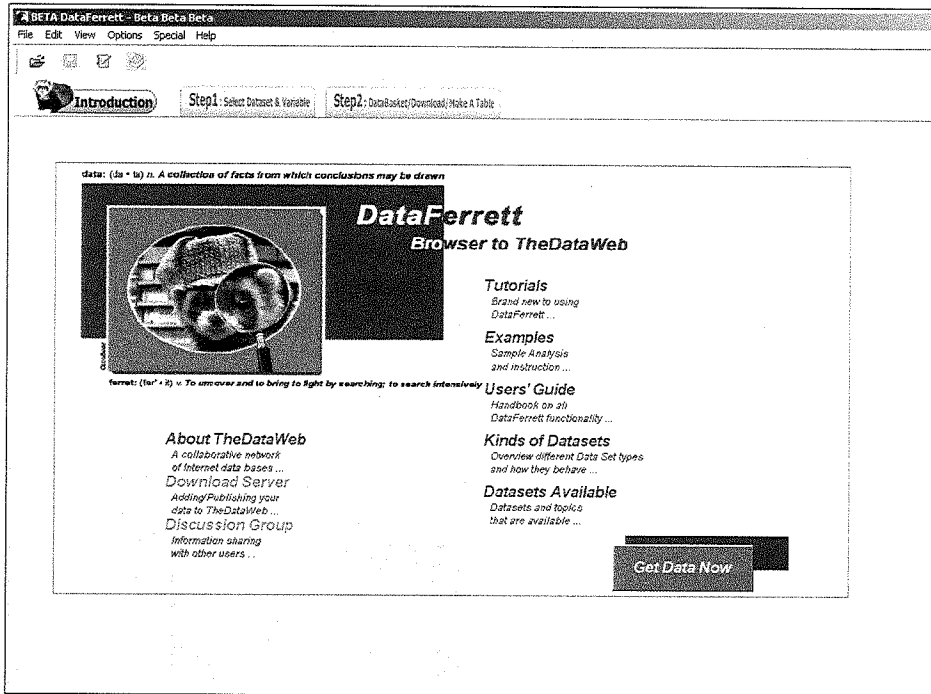 BETA DataFerrett - Beta Beta Beta
File Edit View Options Special Help
Introduction
Step1: Select Dataset & Variable
Step2: DataBasket/Download/Make A Table
data: (da • ta) n. A collection of facts from which conclusions may be drawn
DataFerrett
Browser to TheDataWeb
ferret: (fer' • it) v. To uncover and to bring to light by searching; to search intensively
About TheDataWeb
A collaborative network
of Internet data bases ...
Download Server
Adding/Publishing your
data to TheDataWeb ...
Discussion Group
Information sharing
with other users . .
Tutorials
Brand new to using
DataFerrett ...
Examples
Sample Analysis
and instruction ...
Users' Guide
Handbook on all
DataFerrett functionality ...
Kinds of Datasets
Overview different Data Set types
and how they behave ...
Datasets Available
Datasets and topics
that are available ...
Get Data Now